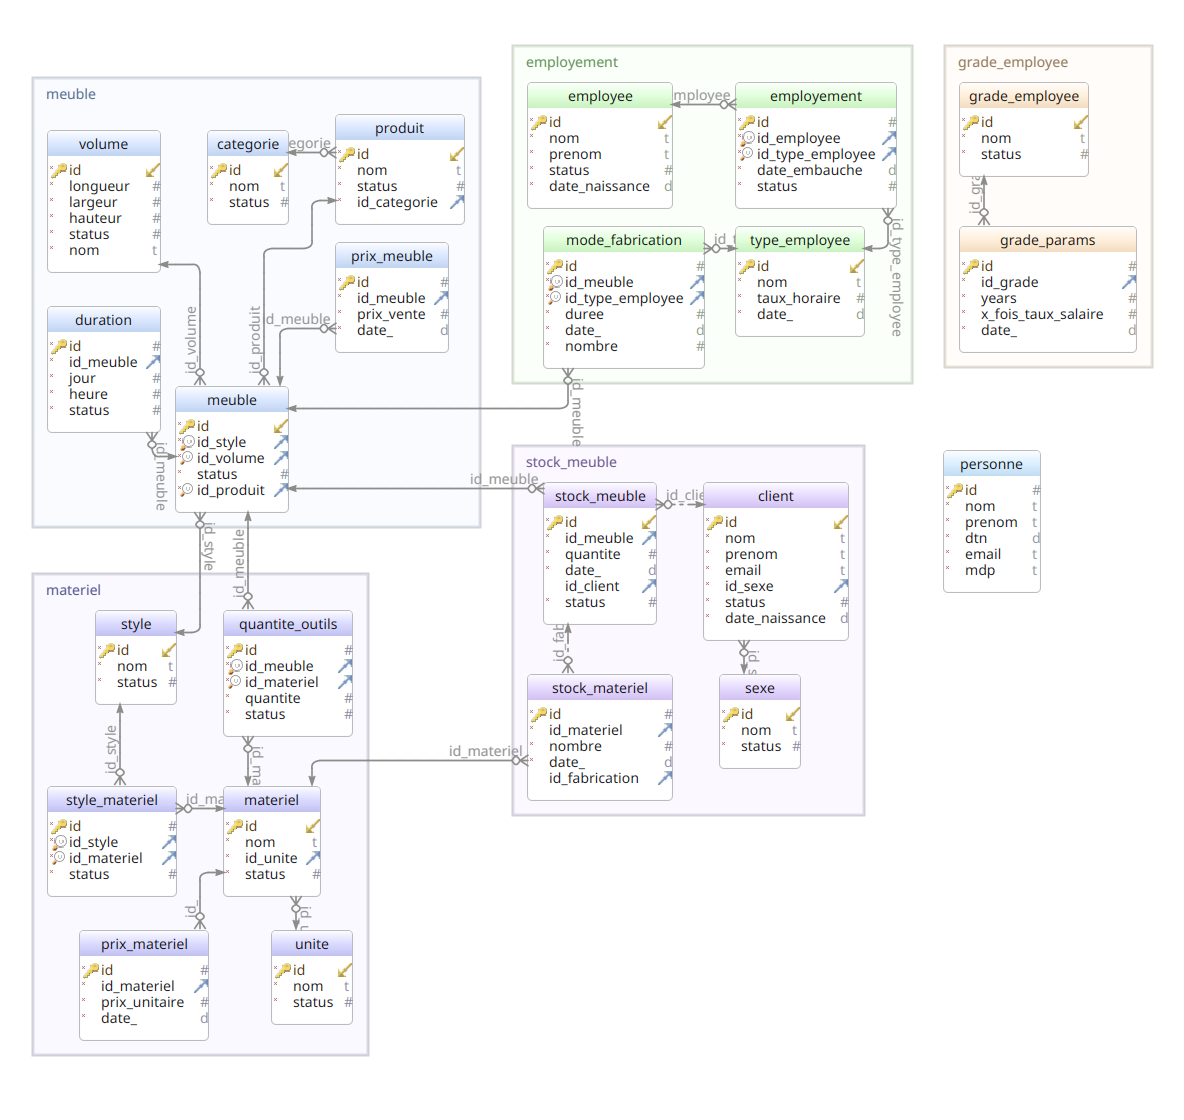 meuble
volume
id
longueur #
largeur #
hauteur #
status #
nom t
categorie
id
nom t
status #
egorie
produit
id
nom t
status #
id_categorie
prix_meuble
id #
id_meuble
prix_vente #
date_ d
id_meuble
id_volume
id_produit
duration
id #
id_meuble
jour #
heure #
status #
id_meuble
meuble
id
id_style
id_volume
status #
id_produit
id_style
id_meuble
employement
employee
id
nom t
prenom t
status #
date_naissance d
mployee
employement
id #
id_employee
id_type_employee
date_embauche d
status #
id_type_employee
mode_fabrication
id #
id_meuble
id_type_employee
duree #
date_ d
nombre #
id_t
type_employee
id
nom t
taux_horaire #
date_ d
id_meuble
grade_employee
grade_employee
id
nom t
status #
id_gra
grade_params
id #
id_grade
years #
x_fois_taux_salaire #
date_ d
stock_meuble
id_meuble
stock_meuble
id
id_meuble
quantite #
date_ d
id_client
status #
id_clie
client
id
nom t
prenom t
email t
id_sexe
status #
date_naissance d
id_fab
id_s
stock_materiel
id #
id_materiel
nombre #
date_ d
id_fabrication
id_materiel
sexe
id
nom t
status #
personne
id #
nom t
prenom t
dtn d
email t
mdp t
materiel
style
id
nom t
status #
quantite_outils
id #
id_meuble
id_materiel
quantite #
status #
id_style
id_ma
style_materiel
id #
id_style
id_materiel
status #
id_ma
materiel
id
nom t
id_unite
status #
id_
id_u
prix_materiel
id #
id_materiel
prix_unitaire #
date_ d
unite
id
nom t
status #